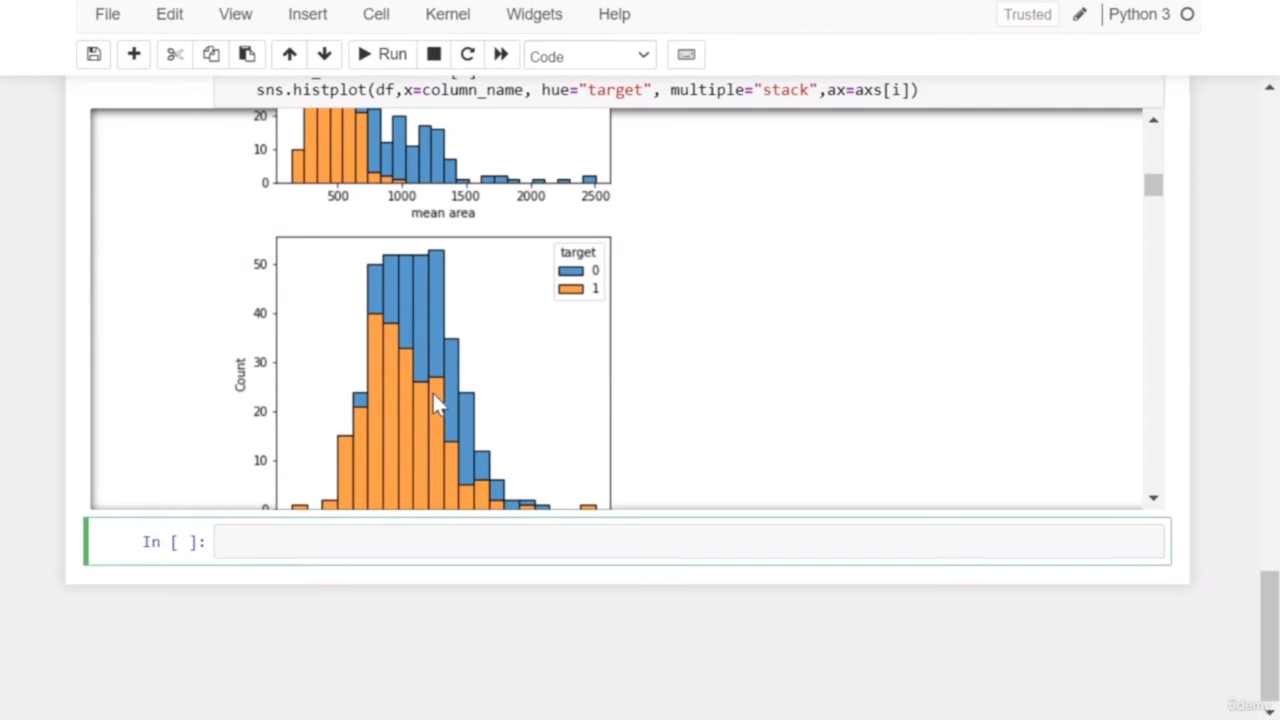 File Edit View Insert Cell Kernel Widgets Help Trusted Python 3
Run Code
sns.histplot(df,x=column_name, hue="target", multiple="stack",ax=axs[i])
20
10
0
500 1000 1500 2000 2500
mean area
target
0
1
50
40
30
20
10
0
Count
In [ ]:
ûdemy